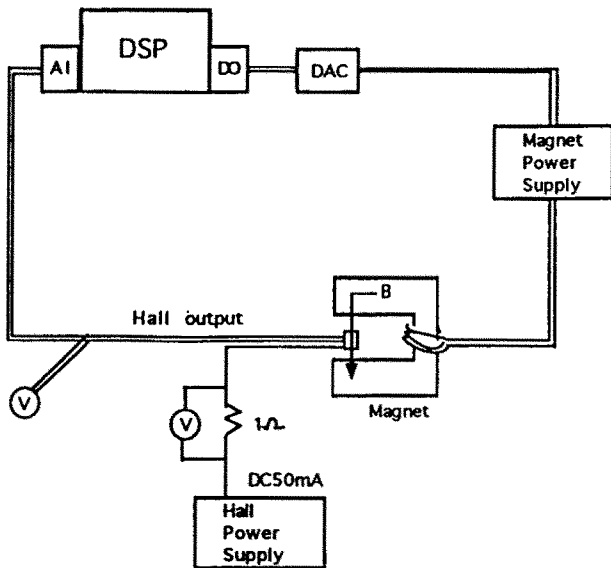 DSP
AI
DO
DAC
Magnet
Power
Supply
B
Hall output
Magnet
V
V
1Ω
DC50mA
Hall
Power
Supply